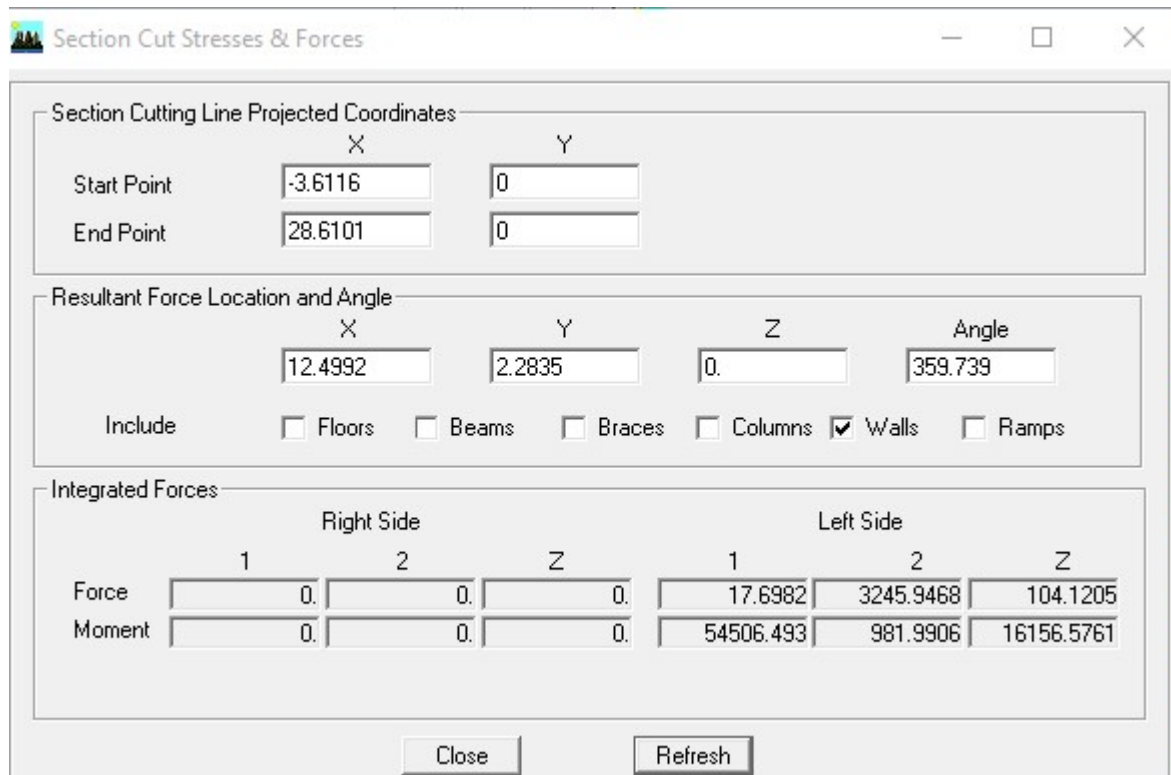 Section Cut Stresses & Forces
Section Cutting Line Projected Coordinates
X Y
Start Point -3.6116 0
End Point 28.6101 0
Resultant Force Location and Angle
X Y Z Angle
12.4992 2.2835 0. 359.739
Include Floors Beams Braces Columns Walls Ramps
Integrated Forces
Right Side Left Side
1 2 Z 1 2 Z
Force 0. 0. 0. 17.6982 3245.9468 104.1205
Moment 0. 0. 0. 54506.493 981.9906 16156.5761
Close Refresh